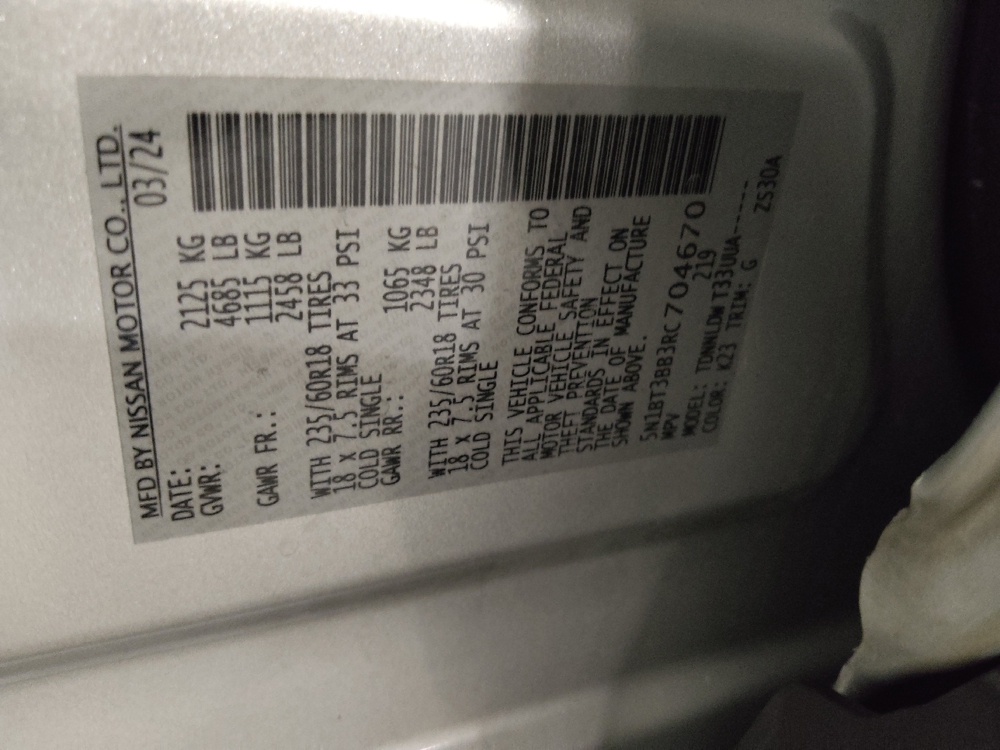 MFD BY NISSAN MOTOR CO., LTD.
DATE: 03/24
GVWR: 2125 KG
4685 LB
GAWR FR.: 1115 KG
2458 LB
WITH 235/60R18 TIRES
18 X 7.5 RIMS AT 33 PSI
COLD SINGLE
GAWR RR.: 1065 KG
2348 LB
WITH 235/60R18 TIRES
18 X 7.5 RIMS AT 30 PSI
COLD SINGLE
THIS VEHICLE CONFORMS TO
ALL APPLICABLE FEDERAL
MOTOR VEHICLE SAFETY AND
THEFT PREVENTION
STANDARDS IN EFFECT ON
THE DATE OF MANUFACTURE
SHOWN ABOVE.
5N1BT3BB3RC704670
MPV 219
MODEL: TDNNLDW T33UUA-----
COLOR: K23 TRIM: G ZS30A